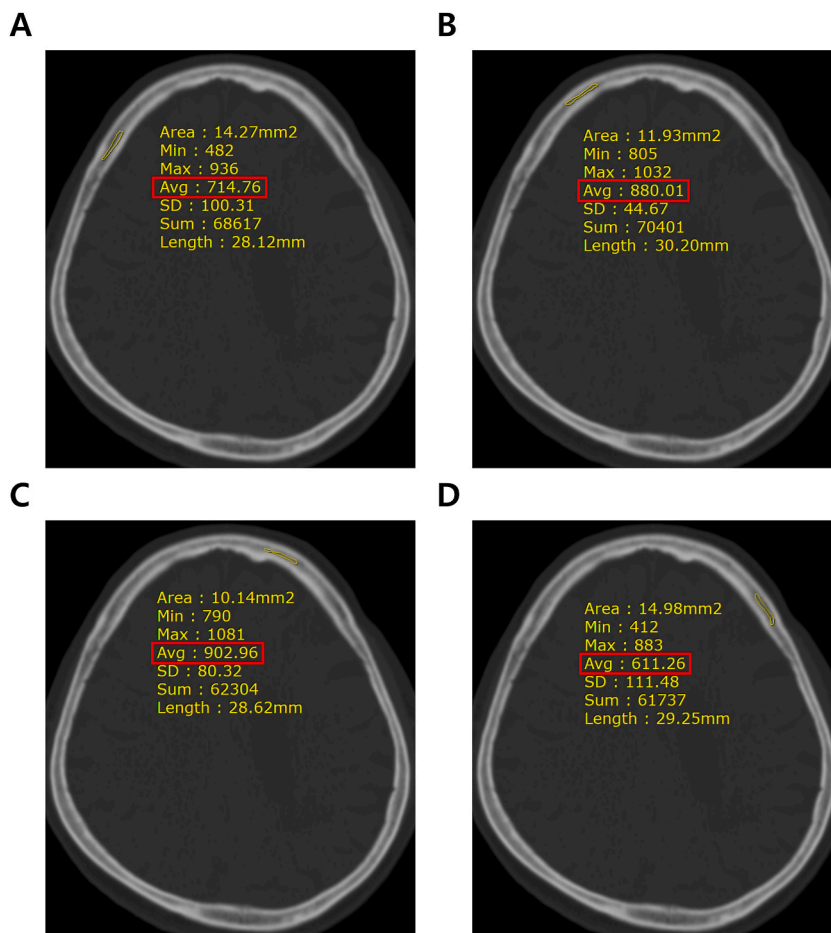 A
Area : 14.27mm2
Min : 482
Max : 936
Avg : 714.76
SD : 100.31
Sum : 68617
Length : 28.12mm
B
Area : 11.93mm2
Min : 805
Max : 1032
Avg : 880.01
SD : 44.67
Sum : 70401
Length : 30.20mm
C
Area : 10.14mm2
Min : 790
Max : 1081
Avg : 902.96
SD : 80.32
Sum : 62304
Length : 28.62mm
D
Area : 14.98mm2
Min : 412
Max : 883
Avg : 611.26
SD : 111.48
Sum : 61737
Length : 29.25mm